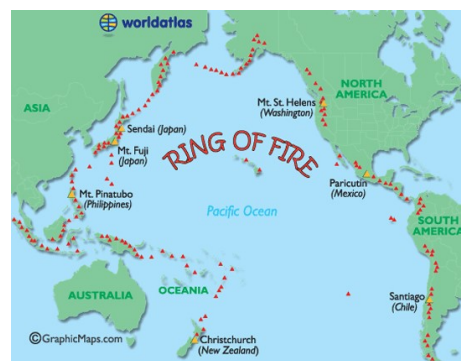 worldatlas
ASIA
NORTH
AMERICA
Mt. St. Helens
(Washington)
Sendai (Japan)
Mt. Fuji
(Japan)
RING OF FIRE
Mt. Pinatubo
(Philippines)
Paricutin
(Mexico)
Pacific Ocean
SOUTH
AMERICA
AUSTRALIA
OCEANIA
Santiago
(Chile)
©GraphicMaps.com
Christchurch
(New Zealand)